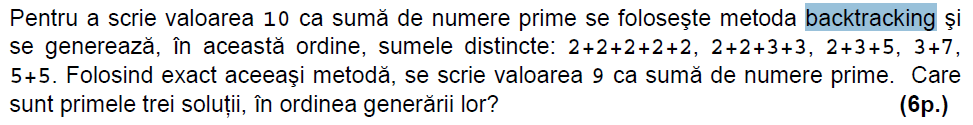 Pentru a scrie valoarea 10 ca sumă de numere prime se foloseşte metoda backtracking şi
se generează, în această ordine, sumele distincte: 2+2+2+2+2, 2+2+3+3, 2+3+5, 3+7,
5+5. Folosind exact aceeaşi metodă, se scrie valoarea 9 ca sumă de numere prime. Care
sunt primele trei soluţii, în ordinea generării lor? (6p.)